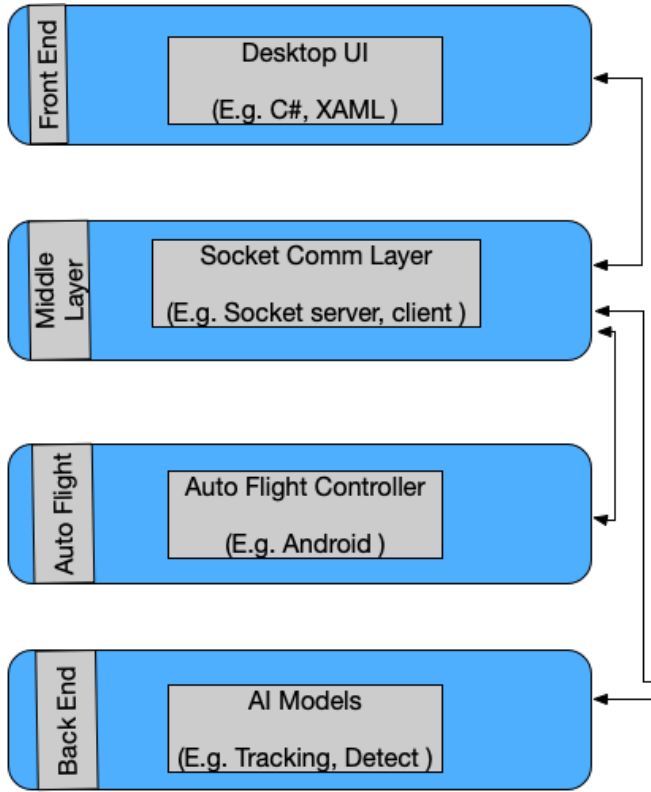 Front End
Desktop UI
(E.g. C#, XAML )
Middle
Layer
Socket Comm Layer
(E.g. Socket server, client )
Auto Flight
Auto Flight Controller
(E.g. Android )
Back End
AI Models
(E.g. Tracking, Detect )